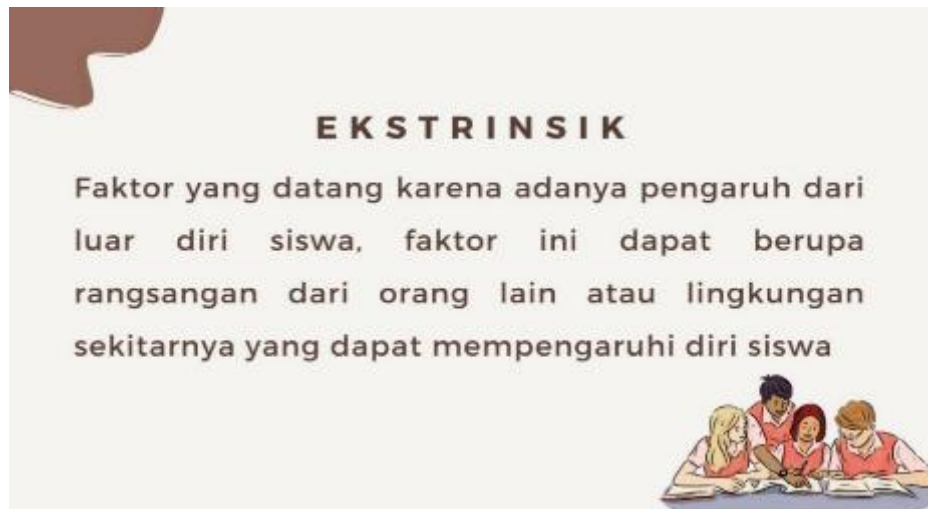 EKSTRINSIK
Faktor yang datang karena adanya pengaruh dari
luar diri siswa, faktor ini dapat berupa
rangsangan dari orang lain atau lingkungan
sekitarnya yang dapat mempengaruhi diri siswa